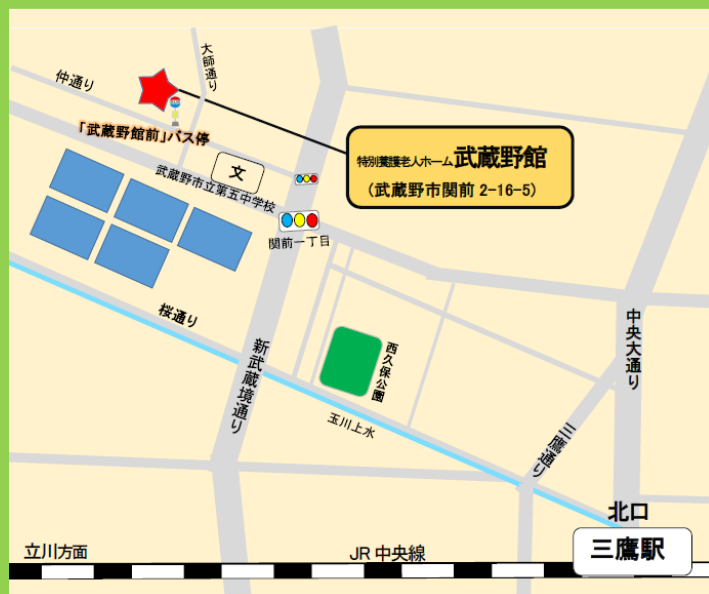 大師通り
仲通り
「武蔵野館前」バス停
特別養護老人ホーム 武蔵野館
(武蔵野市関前 2-16-5)
文
武蔵野市立第五中学校
関前一丁目
桜通り
新武蔵境通り
西久保公園
玉川上水
中央大通り
三鷹通り
北口
三鷹駅
立川方面
JR 中央線